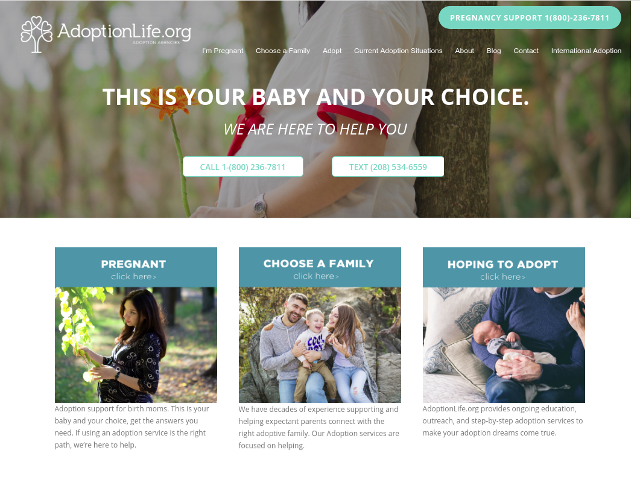 PREGNANCY SUPPORT 1(800)-236-7811
AdoptionLife.org
ADOPTION AGENCIES
I'm Pregnant Choose a Family Adopt Current Adoption Situations About Blog Contact International Adoption
THIS IS YOUR BABY AND YOUR CHOICE.
WE ARE HERE TO HELP YOU
CALL 1-(800) 236-7811 TEXT (208) 534-6559
PREGNANT
click here>
CHOOSE A FAMILY
click here>
HOPING TO ADOPT
click here>
Adoption support for birth moms. This is your
baby and your choice, get the answers you
need. If using an adoption service is the right
path, we're here to help.
We have decades of experience supporting and
helping expectant parents connect with the
right adoptive family. Our Adoption services are
focused on helping.
AdoptionLife.org provides ongoing education,
outreach, and step-by-step adoption services to
make your adoption dreams come true.